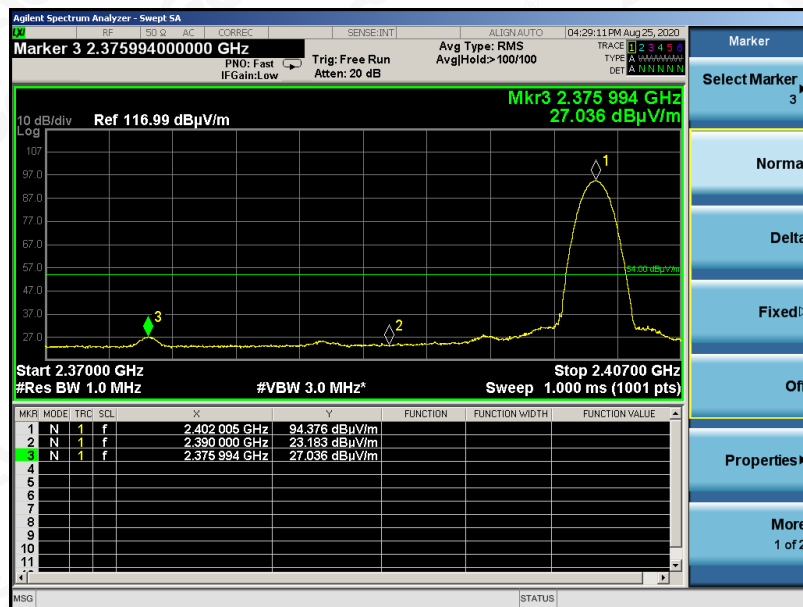 Agilent Spectrum Analyzer - Swept SA
LXI RF 50 Ω AC CORREC SENSE:INT ALIGN AUTO 04:29:11 PM Aug 25, 2020
Marker 3 2.375994000000 GHz
PNO: Fast
IFGain:Low
Trig: Free Run
Atten: 20 dB
Avg Type: RMS
Avg|Hold:>100/100
TRACE 1 2 3 4 5 6
TYPE A W W W W W
DET A N N N N N
Mkr3 2.375 994 GHz
27.036 dBµV/m
10 dB/div Ref 116.99 dBµV/m
Log
107
97.0
87.0
77.0
67.0
57.0
47.0
37.0
27.0
1
2
3
54.00 dBµV/m
Start 2.37000 GHz Stop 2.40700 GHz
#Res BW 1.0 MHz #VBW 3.0 MHz* Sweep 1.000 ms (1001 pts)
MKR MODE TRC SCL X Y FUNCTION FUNCTION WIDTH FUNCTION VALUE
1 N 1 f 2.402 005 GHz 94.376 dBµV/m
2 N 1 f 2.390 000 GHz 23.183 dBµV/m
3 N 1 f 2.375 994 GHz 27.036 dBµV/m
4
5
6
7
8
9
10
11
MSG STATUS
Marker
Select Marker
3
Norma
Delta
Fixed
Of
Properties
More
1 of 2